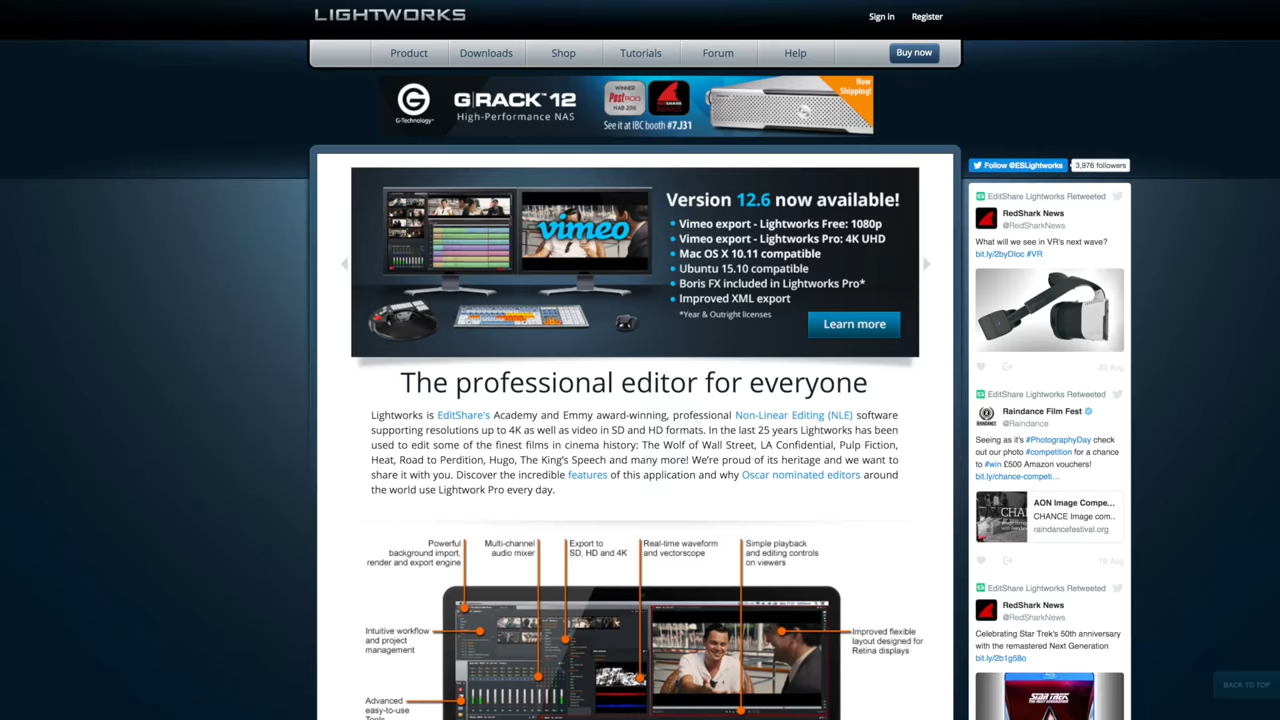 LIGHTWORKS
Sign in Register
Product Downloads Shop Tutorials Forum Help Buy now
G-Technology
G|RACK™12
High-Performance NAS
WINNER
NAB 2016
See it at IBC booth #7.J31
Now
Shipping!
Follow @ESLightworks 3,976 followers
vimeo
Version 12.6 now available!
Vimeo export - Lightworks Free: 1080p
Vimeo export - Lightworks Pro: 4K UHD
Mac OS X 10.11 compatible
Ubuntu 15.10 compatible
Boris FX included in Lightworks Pro*
Improved XML export
*Year & Outright licenses
Learn more
The professional editor for everyone
Lightworks is EditShare's Academy and Emmy award-winning, professional Non-Linear Editing (NLE) software
supporting resolutions up to 4K as well as video in SD and HD formats. In the last 25 years Lightworks has been
used to edit some of the finest films in cinema history: The Wolf of Wall Street, LA Confidential, Pulp Fiction,
Heat, Road to Perdition, Hugo, The King's Speech and many more! We're proud of its heritage and we want to
share it with you. Discover the incredible features of this application and why Oscar nominated editors around
the world use Lightwork Pro every day.
Powerful
background import,
render and export engine
Multi-channel
audio mixer
Export to
SD, HD and 4K
Real-time waveform
and vectorscope
Simple playback
and editing controls
on viewers
Intuitive workflow
and project
management
Improved flexible
layout designed for
Retina displays
Advanced
easy-to-use
Tools
EditShare Lightworks Retweeted
RedShark News
@RedSharkNews
What will we see in VR's next wave?
bit.ly/2byDloc #VR
23 Aug
EditShare Lightworks Retweeted
Raindance Film Fest
@Raindance
Seeing as it's #PhotographyDay check
out our photo #competition for a chance
to #win £500 Amazon vouchers!
bit.ly/chance-competi…
AON Image Compe...
CHANCE Image com..
raindancefestival.org
19 Aug
EditShare Lightworks Retweeted
RedShark News
@RedSharkNews
Celebrating Star Trek's 50th anniversary
with the remastered Next Generation
bit.ly/2b1g58o
STAR TREK
BACK TO TOP